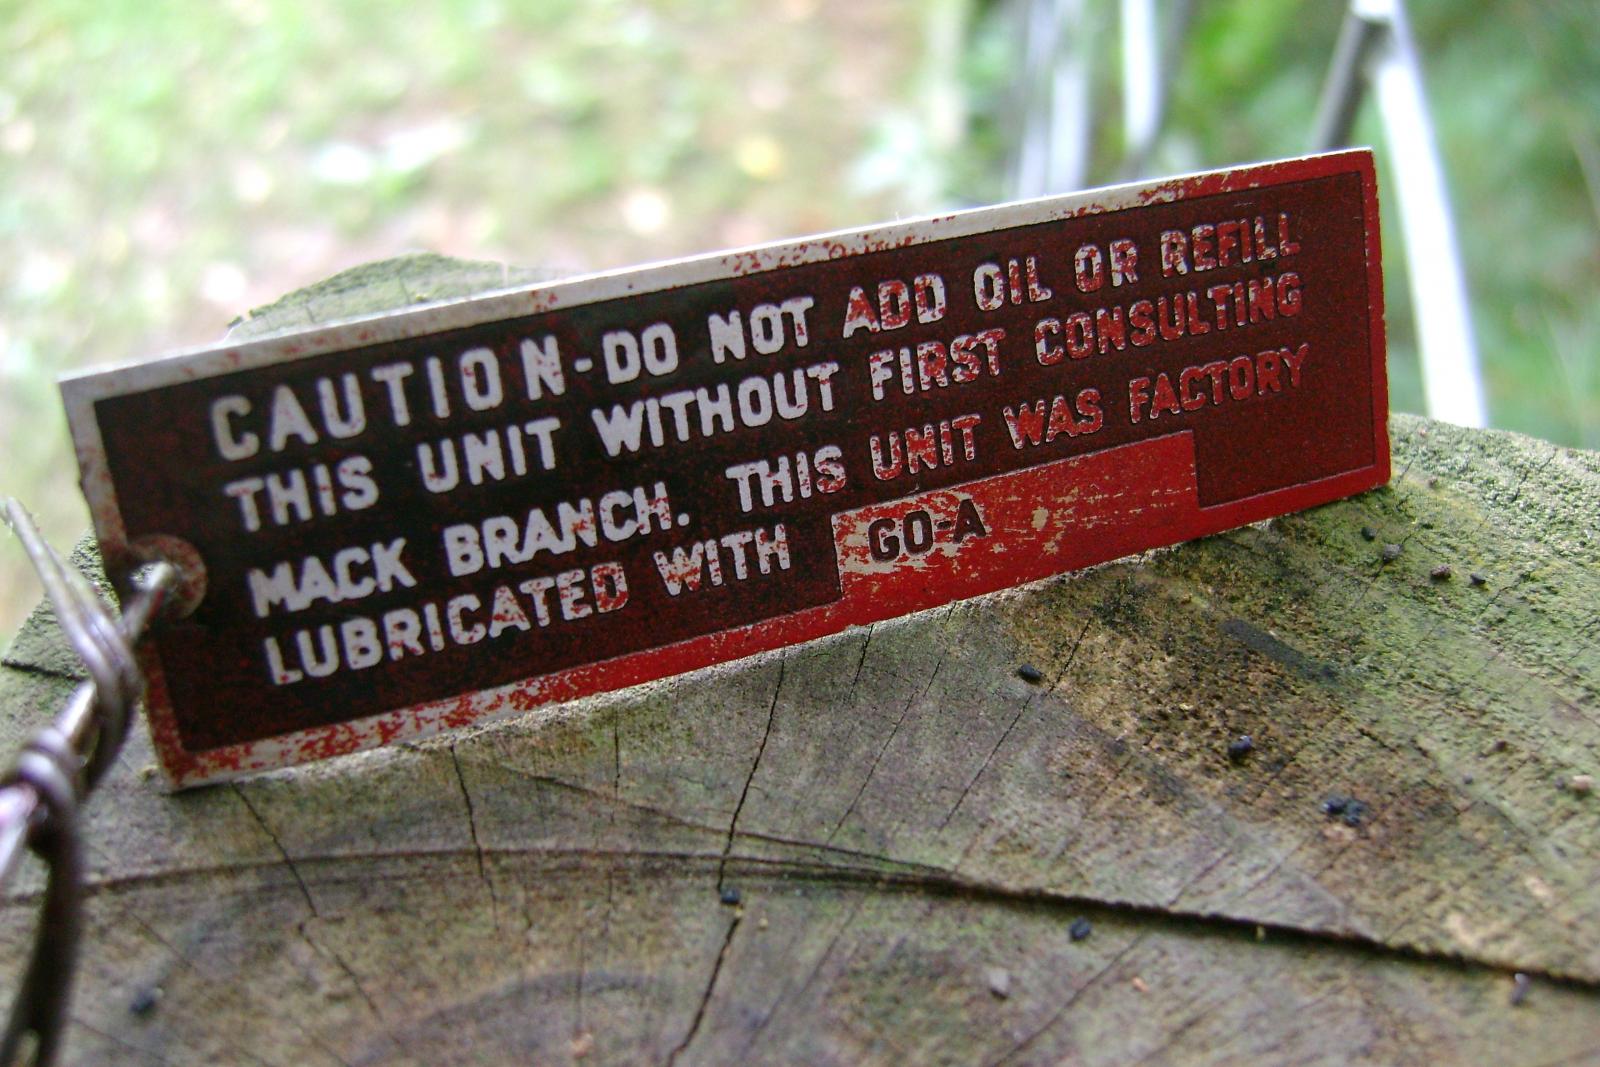 CAUTION-DO NOT ADD OIL OR REFILL
THIS UNIT WITHOUT FIRST CONSULTING
MACK BRANCH. THIS UNIT WAS FACTORY
LUBRICATED WITH GO-A